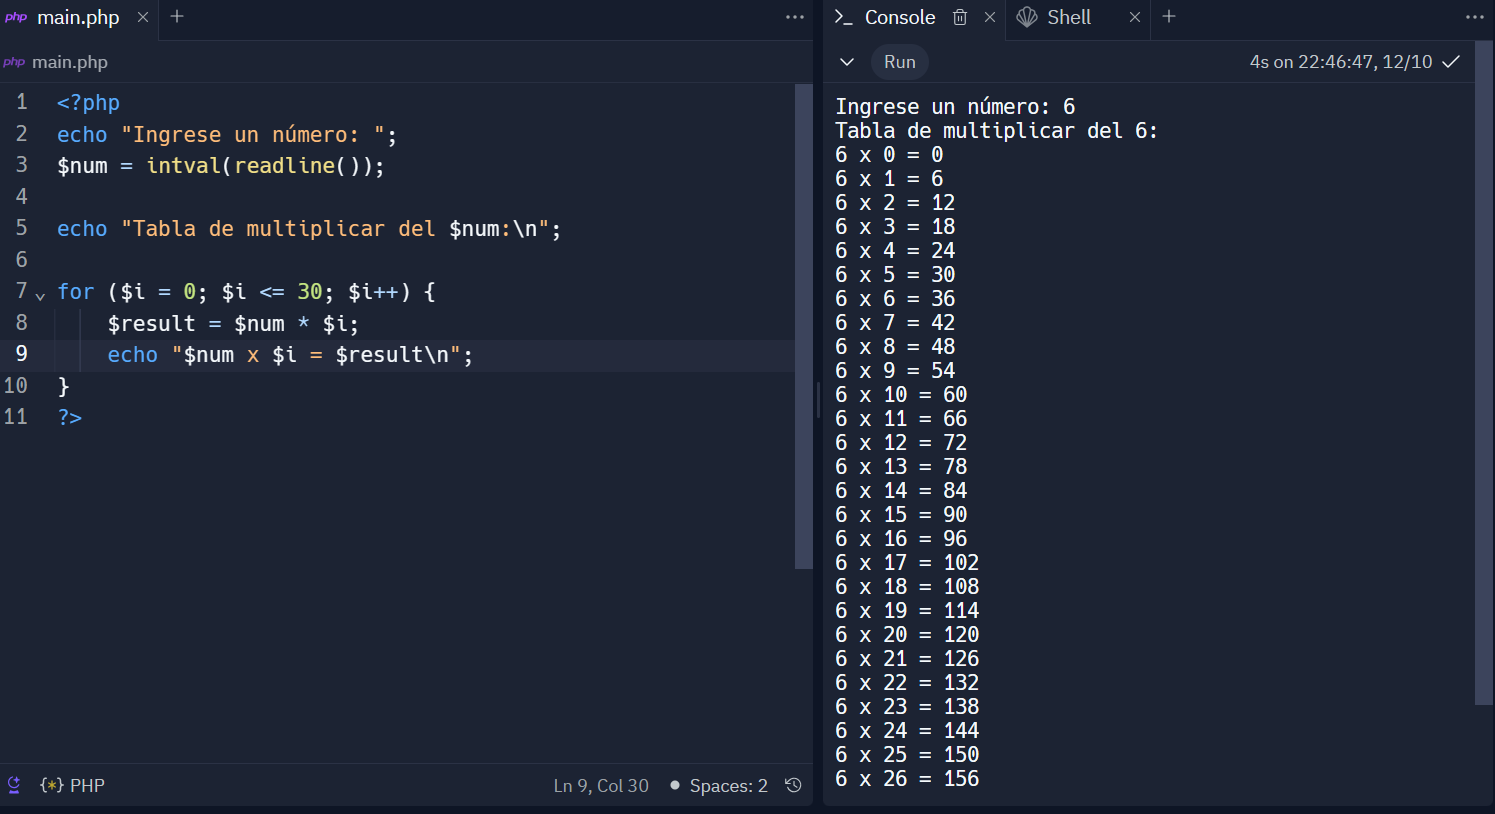 php main.php
php main.php
1 <?php
2 echo "Ingrese un número: ";
3 $num = intval(readline());
4
5 echo "Tabla de multiplicar del $num:\n";
6
7 for ($i = 0; $i <= 30; $i++) {
8 $result = $num * $i;
9 echo "$num x $i = $result\n";
10 }
11 ?>
{*} PHP
Ln 9, Col 30
Spaces: 2
Console
Shell
Run
4s on 22:46:47, 12/10
Ingrese un número: 6
Tabla de multiplicar del 6:
6 x 0 = 0
6 x 1 = 6
6 x 2 = 12
6 x 3 = 18
6 x 4 = 24
6 x 5 = 30
6 x 6 = 36
6 x 7 = 42
6 x 8 = 48
6 x 9 = 54
6 x 10 = 60
6 x 11 = 66
6 x 12 = 72
6 x 13 = 78
6 x 14 = 84
6 x 15 = 90
6 x 16 = 96
6 x 17 = 102
6 x 18 = 108
6 x 19 = 114
6 x 20 = 120
6 x 21 = 126
6 x 22 = 132
6 x 23 = 138
6 x 24 = 144
6 x 25 = 150
6 x 26 = 156